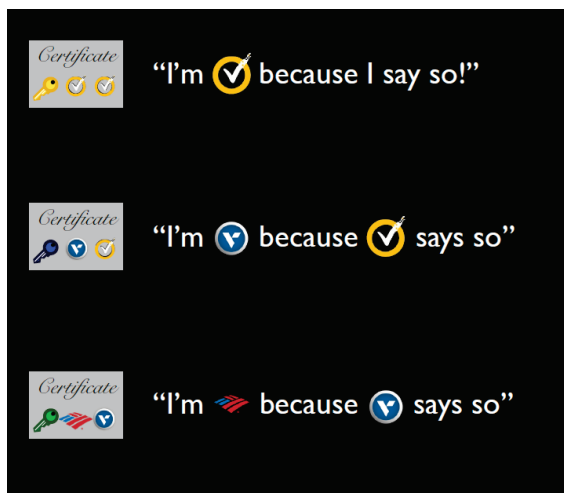 Certificate
“I’m because I say so!”
Certificate
“I’m because says so”
Certificate
“I’m because says so”